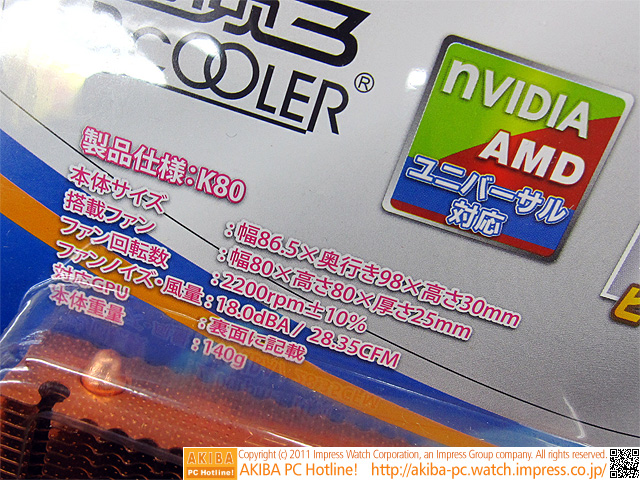 COOLER®
nVIDIA
AMD
ユニバーサル
対応
製品仕様:K80
本体サイズ : 幅86.5×奥行き98×高さ30mm
搭載ファン : 幅80×高さ80×厚さ25mm
ファン回転数 : 2200rpm±10%
ファンノイズ・風量 : 18.0dBA / 28.35CFM
対応GPU : 裏面に記載
本体重量 : 140g
AKIBA PC Hotline!
Copyright (c) 2011 Impress Watch Corporation, an Impress Group company. All rights reserved.
AKIBA PC Hotline! http://akiba-pc.watch.impress.co.jp/